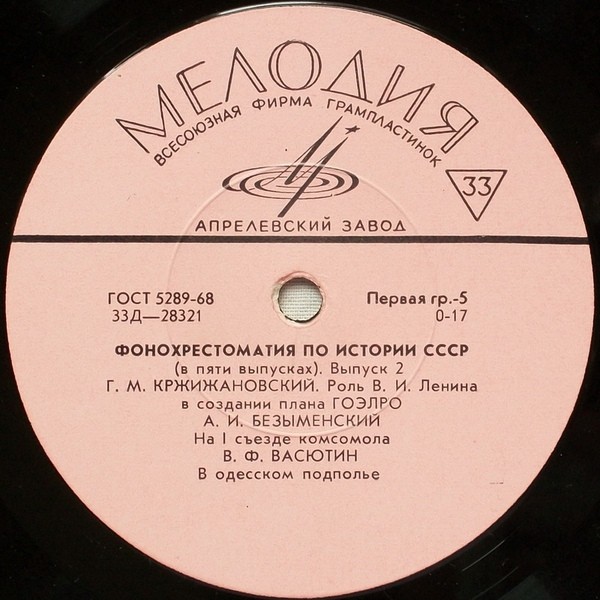 МЕЛОДИЯ
ВСЕСОЮЗНАЯ ФИРМА ГРАМПЛАСТИНОК
33
АПРЕЛЕВСКИЙ ЗАВОД
ГОСТ 5289-68 Первая гр.-5
33Д—28321 0-17
ФОНОХРЕСТОМАТИЯ ПО ИСТОРИИ СССР
(в пяти выпусках). Выпуск 2
Г. М. КРЖИЖАНОВСКИЙ. Роль В. И. Ленина
в создании плана ГОЭЛРО
А. И. БЕЗЫМЕНСКИЙ
На I съезде комсомола
В. Ф. ВАСЮТИН
В одесском подполье